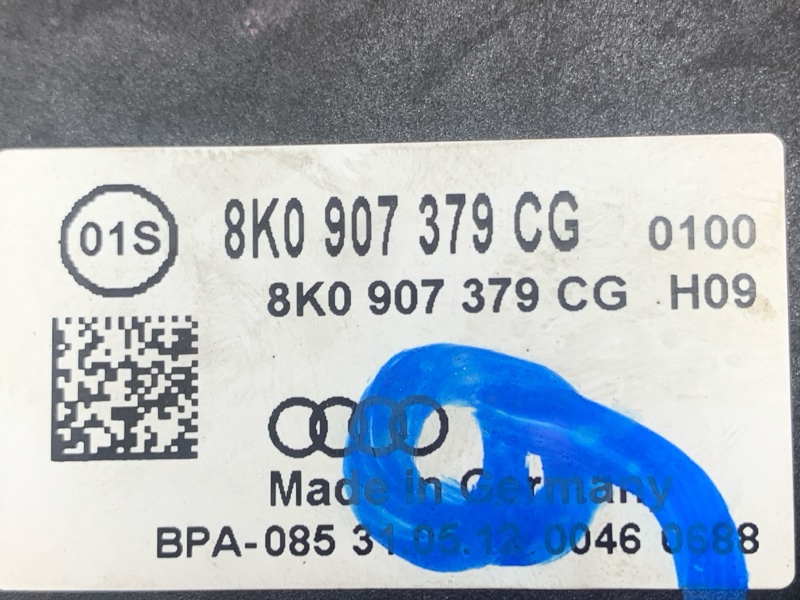 01S
8K0 907 379 CG 0100
8K0 907 379 CG H09
Made in Germany
BPA-085 31.05.12 0046 0688